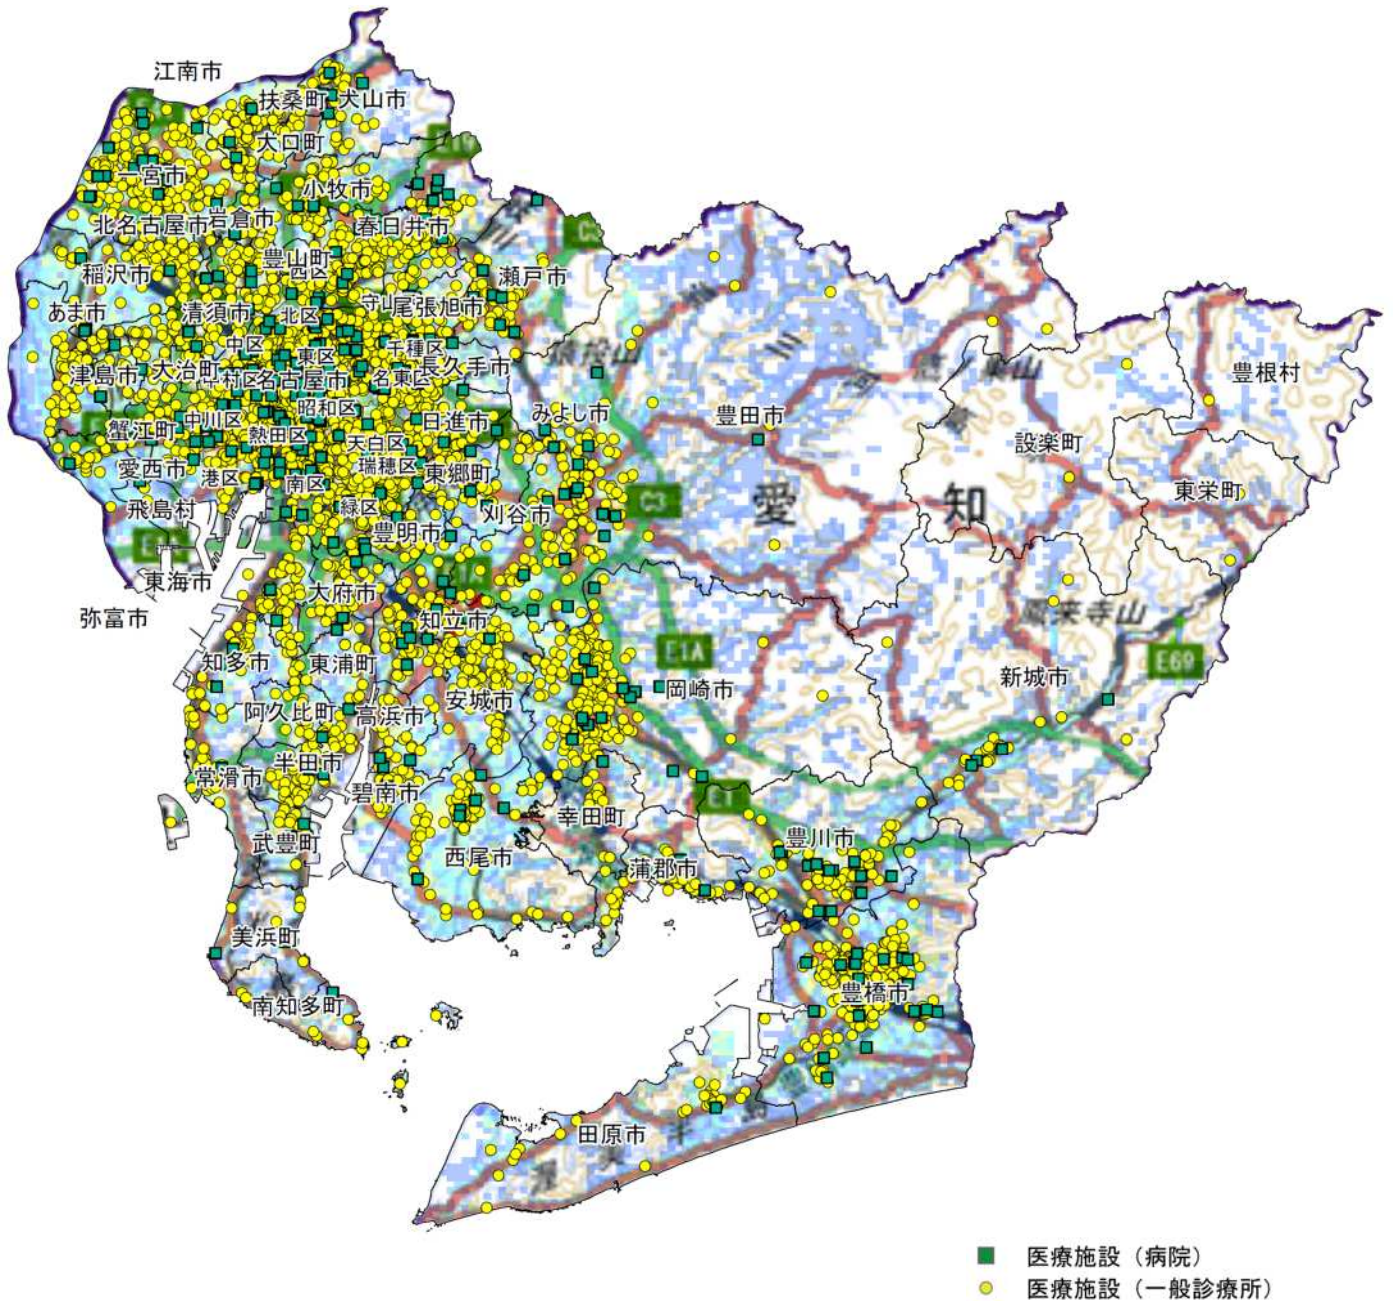 江南市
扶桑町
犬山市
大口町
一宮市
小牧市
北名古屋市
岩倉市
春日井市
豊山町
西区
稲沢市
瀬戸市
尾張旭市
あま市
清須市
北区
中区
東区
千種区
長久手市
津島市
大治町
名古屋市
名東区
豊根村
昭和区
みよし市
豊田市
中川区
日進市
蟹江町
熱田区
天白区
設楽町
愛西市
瑞穂区
東郷町
港区
南区
東栄町
飛島村
緑区
刈谷市
愛
知
C3
豊明市
東海市
大府市
弥富市
知立市
鳳来寺山
E1A
E69
知多市
東浦町
岡崎市
新城市
安城市
阿久比町
高浜市
半田市
常滑市
碧南市
E1
幸田町
豊川市
武豊町
西尾市
蒲郡市
美浜町
豊橋市
南知多町
田原市
医療施設（病院）
医療施設（一般診療所）